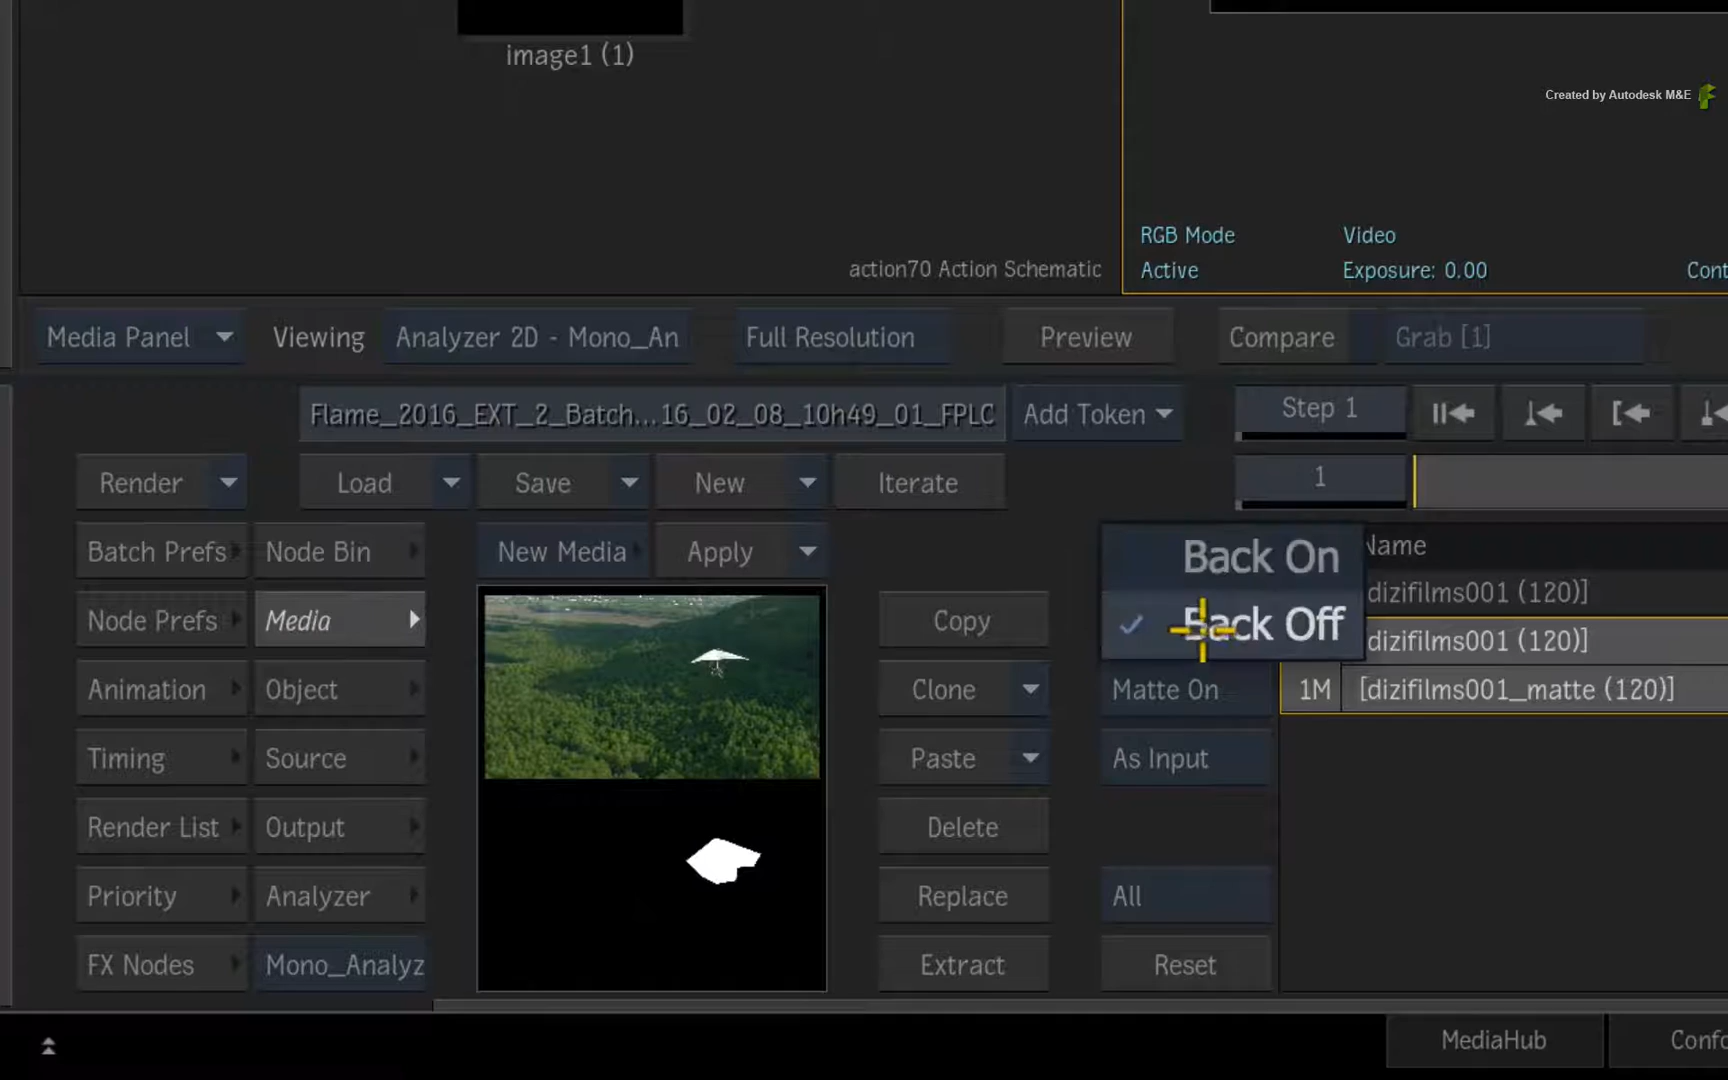 image1 (1)
Created by Autodesk M&E
RGB Mode
Video
action70 Action Schematic
Active
Exposure: 0.00
Cont
Media Panel
Viewing
Analyzer 2D - Mono_An
Full Resolution
Preview
Compare
Grab [1]
Flame_2016_EXT_2_Batch...16_02_08_10h49_01_FPLC
Add Token
Step 1
Render
Load
Save
New
Iterate
1
Batch Prefs
Node Bin
New Media
Apply
Back On
Name
Node Prefs
Media
Copy
Back Off
dizifilms001 (120)]
dizifilms001 (120)]
Animation
Object
Clone
Matte On
1M
[dizifilms001_matte (120)]
Timing
Source
Paste
As Input
Render List
Output
Delete
Priority
Analyzer
Replace
All
FX Nodes
Mono_Analyz
Extract
Reset
MediaHub
Confo